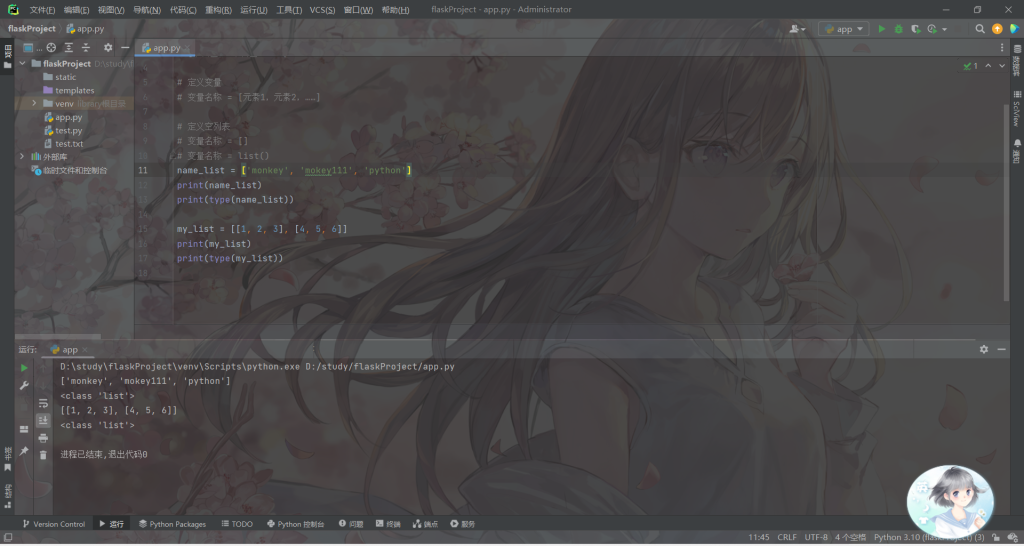 文件(F) 编辑(E) 视图(V) 导航(N) 代码(C) 重构(R) 运行(U) 工具(T) VCS(S) 窗口(W) 帮助(H) flaskProject - app.py - Administrator
flaskProject app.py app
app.py
flaskProject
static
templates
venv
app.py
test.py
test.txt
外部库
临时文件和控制台
1
5
# 定义变量
# 变量名称 = [元素1, 元素2, ……]
7
# 定义空列表
# 变量名称 = []
# 变量名称 = list()
11 name_list = ['monkey', 'mokey111', 'python']
print(name_list)
print(type(name_list))
my_list = [[1, 2, 3], [4, 5, 6]]
print(my_list)
print(type(my_list))
SciView
通知
运行: app
D:\study\flaskProject\venv\Scripts\python.exe D:/study/flaskProject/app.py
['monkey', 'mokey111', 'python']
<class 'list'>
[[1, 2, 3], [4, 5, 6]]
<class 'list'>
进程已结束,退出代码0
Version Control 运行 Python Packages TODO Python 控制台 问题 终端 端点 服务
11:45 CRLF UTF-8 4 个空格 Python 3.10 (flaskProject) (3)